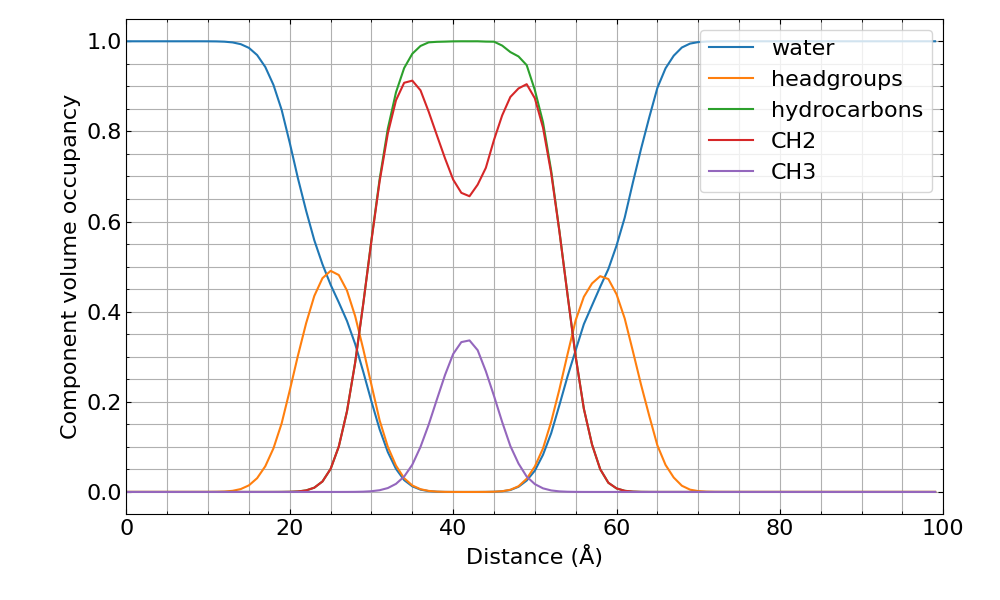 Component volume occupancy
1.0
0.8
0.6
0.4
0.2
0.0
water
headgroups
hydrocarbons
CH2
CH3
0 20 40 60 80 100
Distance (Å)